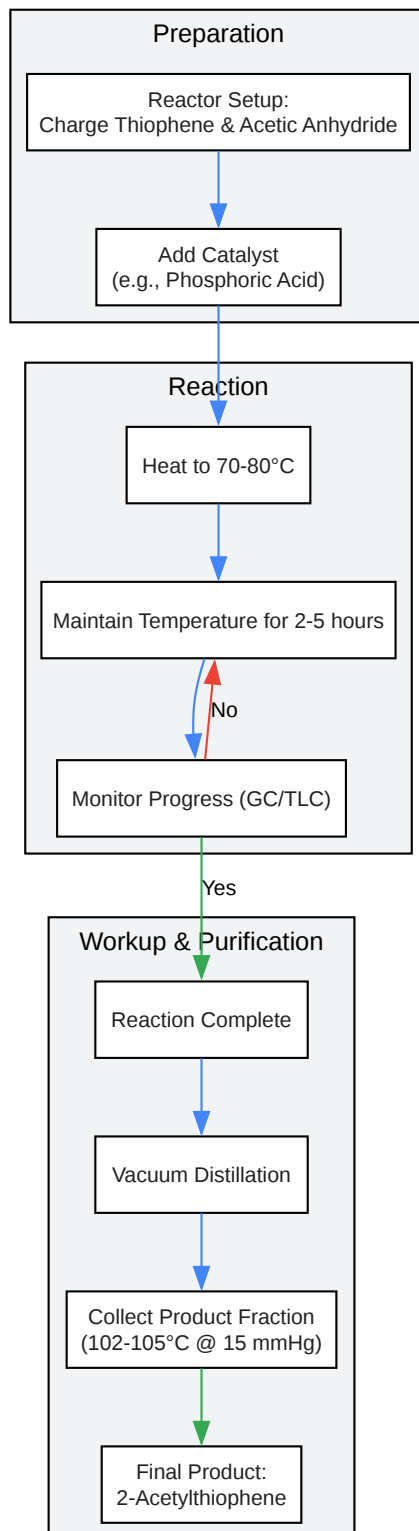 Preparation
Reactor Setup:
Charge Thiophene & Acetic Anhydride
Add Catalyst
(e.g., Phosphoric Acid)
Reaction
Heat to 70-80°C
Maintain Temperature for 2-5 hours
No
Monitor Progress (GC/TLC)
Yes
Workup & Purification
Reaction Complete
Vacuum Distillation
Collect Product Fraction
(102-105°C @ 15 mmHg)
Final Product:
2-Acetylthiophene